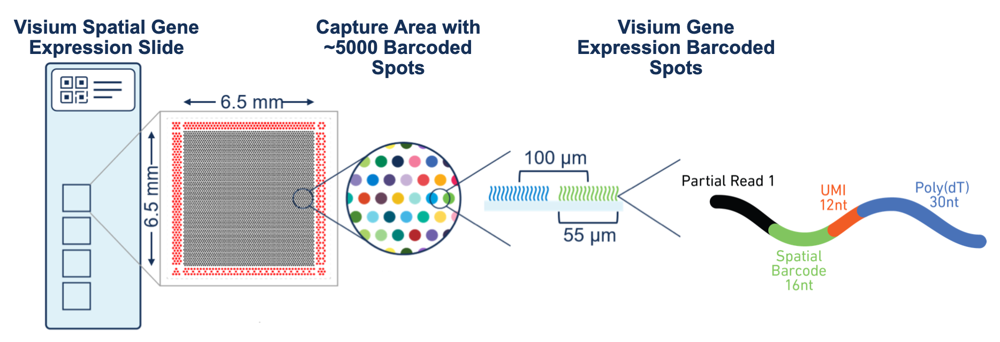 Visium Spatial Gene
Expression Slide
Capture Area with
~5000 Barcoded
Spots
Visium Gene
Expression Barcoded
Spots
6.5 mm
6.5 mm
100 µm
55 µm
Partial Read 1
UMI
12nt
Poly(dT)
30nt
Spatial
Barcode
16nt